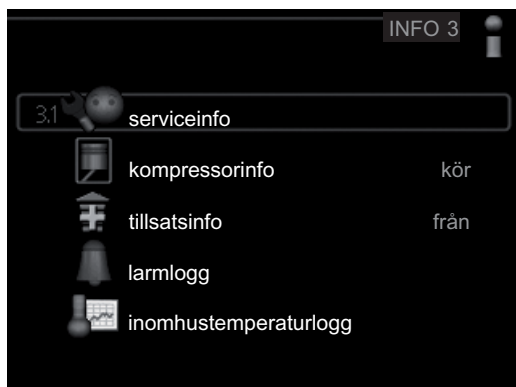 INFO 3
3.1 serviceinfo
kompressorinfo kör
tillsatsinfo från
larmlogg
inomhustemperaturlogg